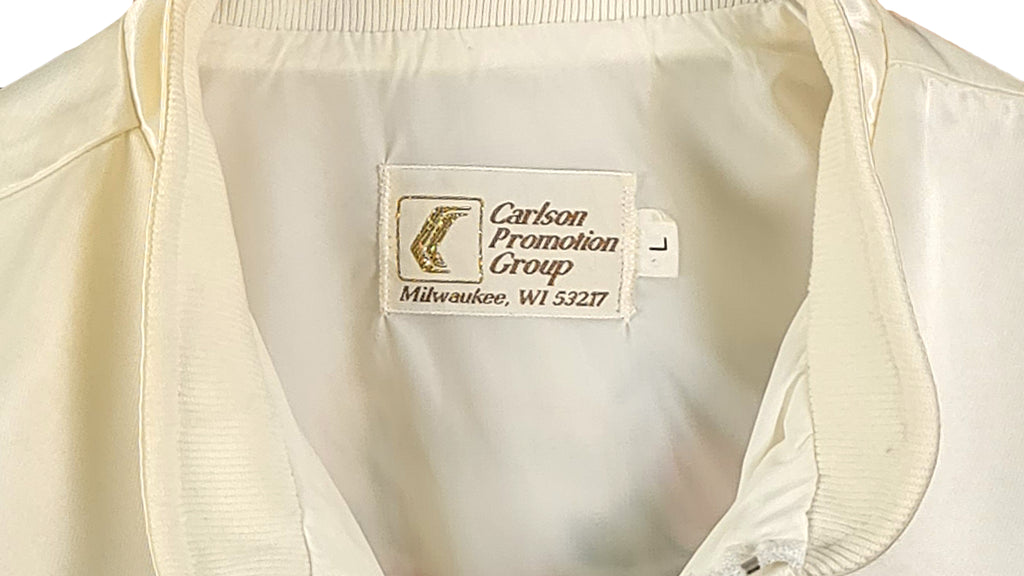 Carlson
Promotion
Group
Milwaukee, WI 53217
L